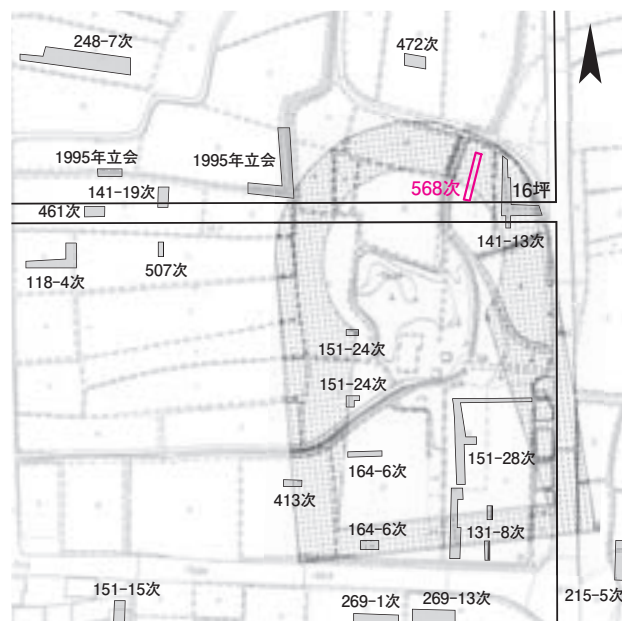 248-7次
472次
1995年立会
1995年立会
141-19次
568次
16坪
461次
141-13次
118-4次
507次
151-24次
151-24次
151-28次
164-6次
413次
131-8次
164-6次
151-15次
269-1次
269-13次
215-5次